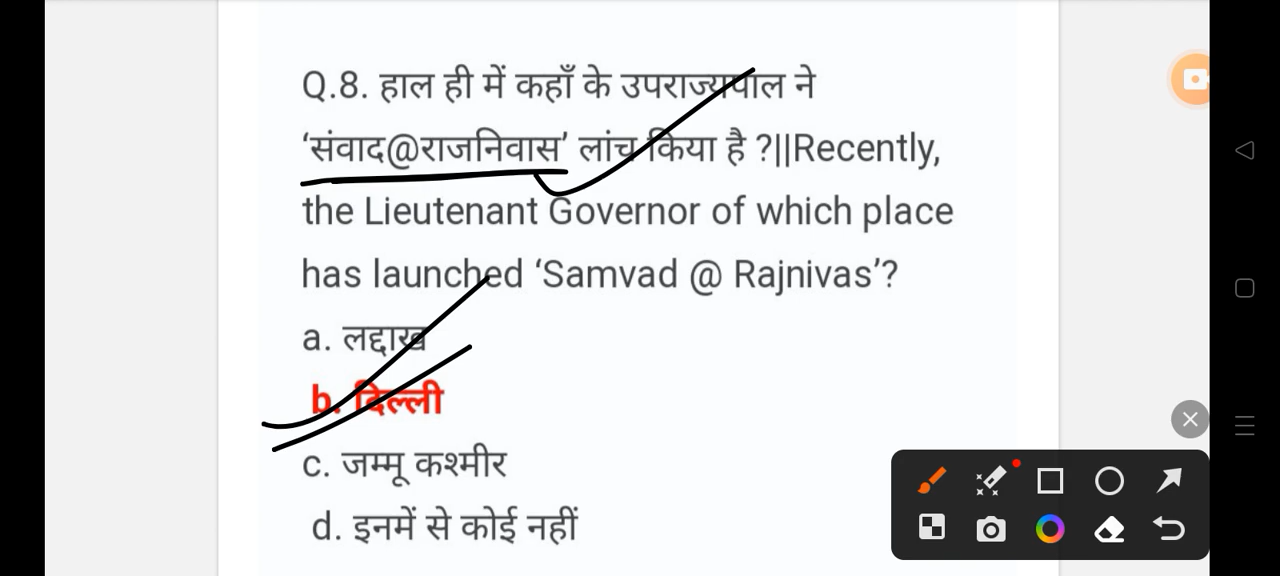 Q.8. हाल ही में कहाँ के उपराज्यपाल ने
‘संवाद@राजनिवास’ लांच किया है ?||Recently,
the Lieutenant Governor of which place
has launched ‘Samvad @ Rajnivas’?
a. लद्दाख
b. दिल्ली
c. जम्मू कश्मीर
d. इनमें से कोई नहीं